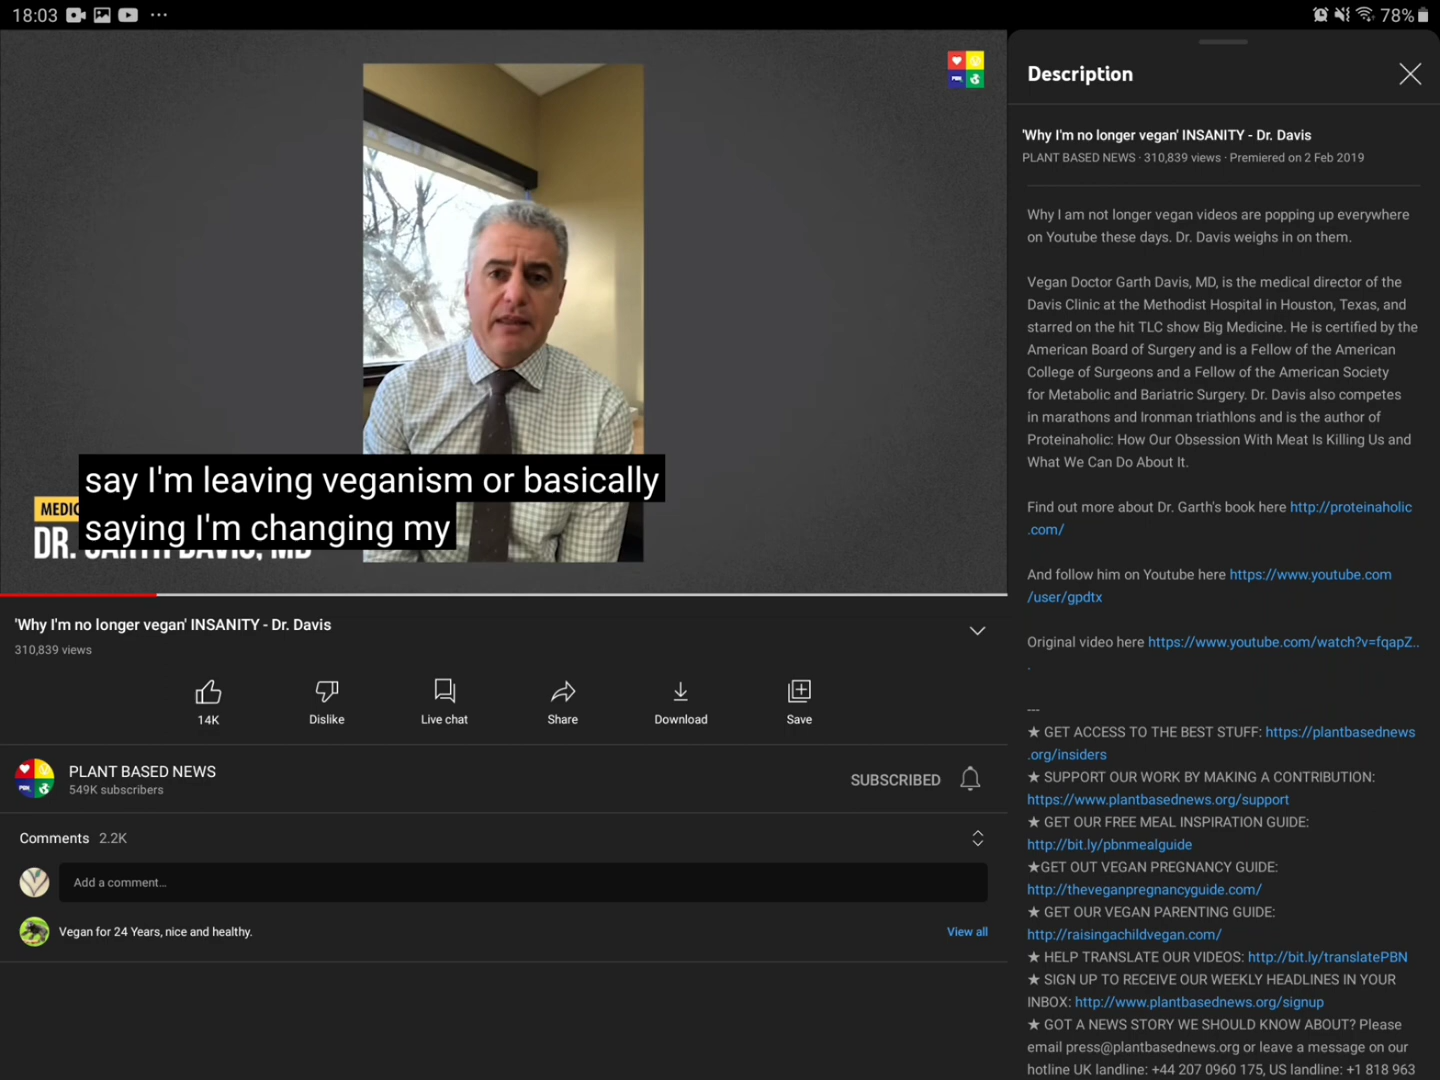 18:03
78%
say I'm leaving veganism or basically
saying I'm changing my
DR.
'Why I'm no longer vegan' INSANITY - Dr. Davis
310,839 views
14K
Dislike
Live chat
Share
Download
Save
PLANT BASED NEWS
549K subscribers
SUBSCRIBED
Comments 2.2K
Add a comment...
Vegan for 24 Years, nice and healthy.
View all
Description
'Why I'm no longer vegan' INSANITY - Dr. Davis
PLANT BASED NEWS · 310,839 views · Premiered on 2 Feb 2019
Why I am not longer vegan videos are popping up everywhere
on Youtube these days. Dr. Davis weighs in on them.
Vegan Doctor Garth Davis, MD, is the medical director of the
Davis Clinic at the Methodist Hospital in Houston, Texas, and
starred on the hit TLC show Big Medicine. He is certified by the
American Board of Surgery and is a Fellow of the American
College of Surgeons and a Fellow of the American Society
for Metabolic and Bariatric Surgery. Dr. Davis also competes
in marathons and Ironman triathlons and is the author of
Proteinaholic: How Our Obsession With Meat Is Killing Us and
What We Can Do About It.
Find out more about Dr. Garth's book here http://proteinaholic
.com/
And follow him on Youtube here https://www.youtube.com
/user/gpdtx
Original video here https://www.youtube.com/watch?v=fqapZ..
.
---
★ GET ACCESS TO THE BEST STUFF: https://plantbasednews
.org/insiders
★ SUPPORT OUR WORK BY MAKING A CONTRIBUTION:
https://www.plantbasednews.org/support
★ GET OUR FREE MEAL INSPIRATION GUIDE:
http://bit.ly/pbnmealguide
★GET OUT VEGAN PREGNANCY GUIDE:
http://theveganpregnancyguide.com/
★ GET OUR VEGAN PARENTING GUIDE:
http://raisingachildvegan.com/
★ HELP TRANSLATE OUR VIDEOS: http://bit.ly/translatePBN
★ SIGN UP TO RECEIVE OUR WEEKLY HEADLINES IN YOUR
INBOX: http://www.plantbasednews.org/signup
★ GOT A NEWS STORY WE SHOULD KNOW ABOUT? Please
email press@plantbasednews.org or leave a message on our
hotline UK landline: +44 207 0960 175, US landline: +1 818 963